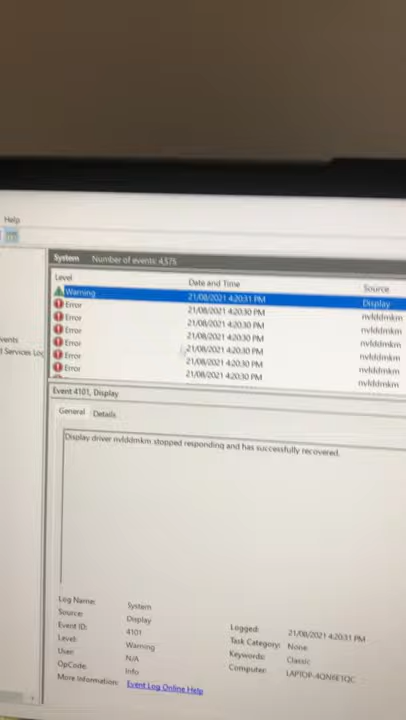 Help
System Number of events: 4,575
Level Date and Time Source
Warning 21/08/2021 4:20:31 PM Display
Error 21/08/2021 4:20:30 PM nvlddmkm
Error 21/08/2021 4:20:30 PM nvlddmkm
Error 21/08/2021 4:20:30 PM nvlddmkm
Error 21/08/2021 4:20:30 PM nvlddmkm
Error 21/08/2021 4:20:30 PM nvlddmkm
Error 21/08/2021 4:20:30 PM nvlddmkm
vents
d Services Log
Event 4101, Display
General Details
Display driver nvlddmkm stopped responding and has successfully recovered.
Log Name: System
Source: Display Logged: 21/08/2021 4:20:31 PM
Event ID: 4101 Task Category: None
Level: Warning Keywords: Classic
User: N/A Computer: LAPTOP-4QN6E1QC
OpCode: Info
More Information: Event Log Online Help